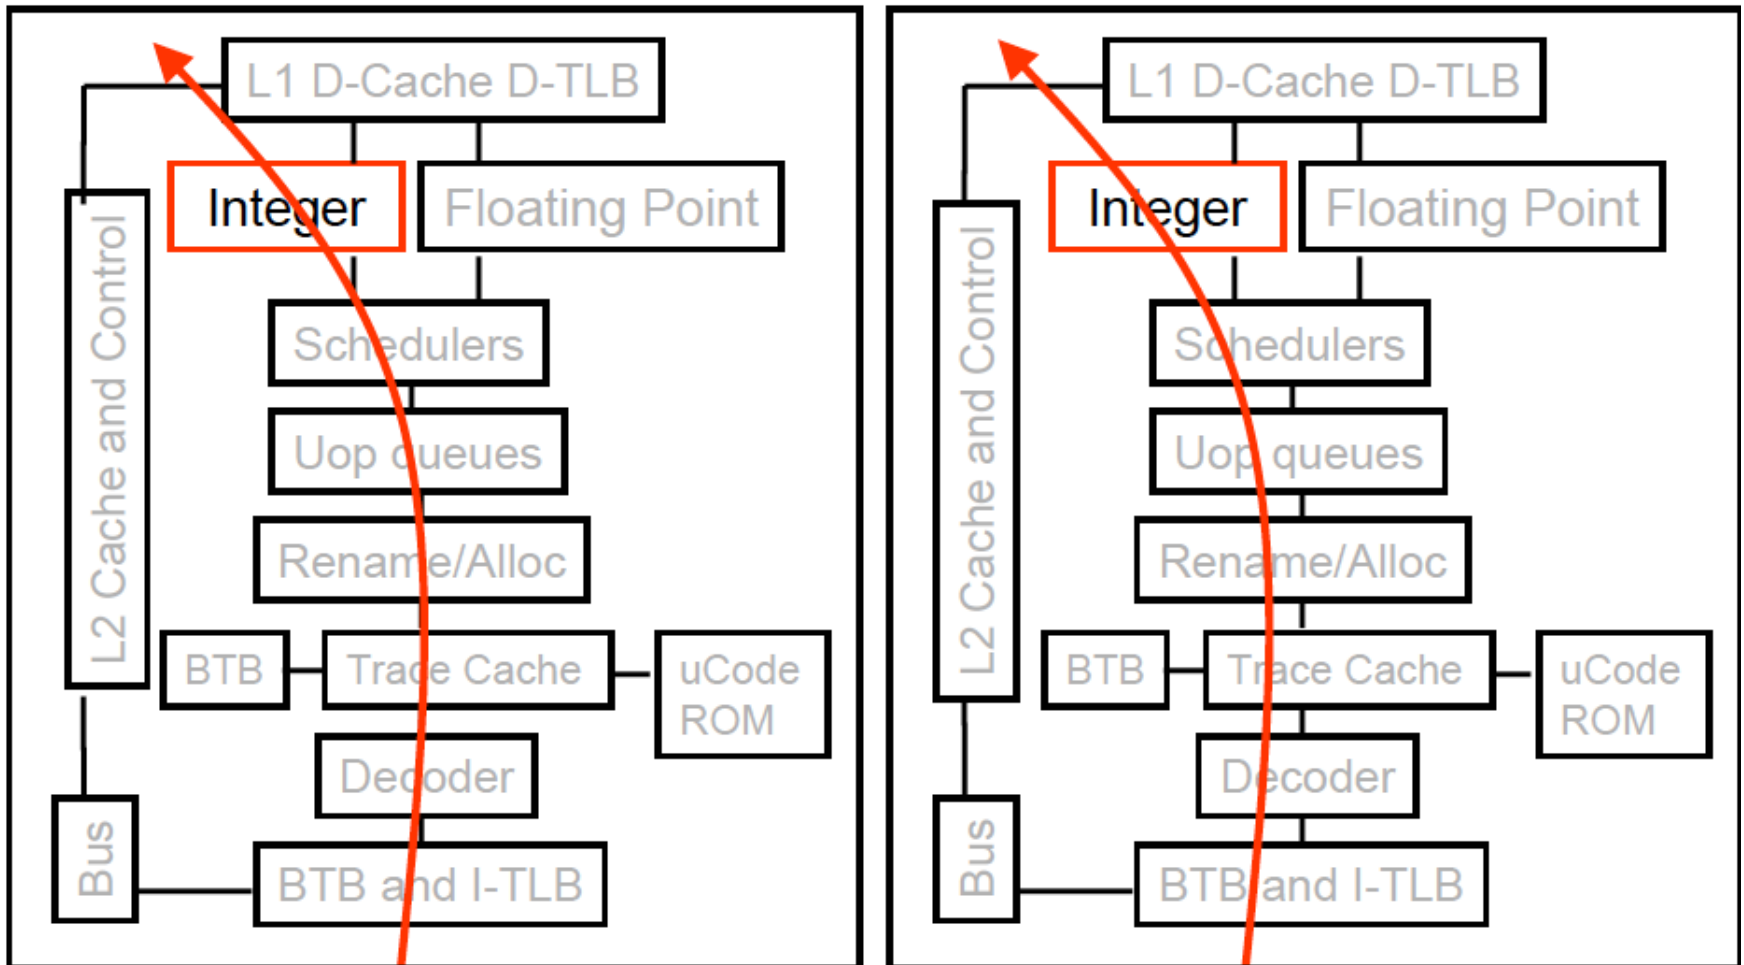 L1 D-Cache D-TLB
Integer
Floating Point
L2 Cache and Control
Schedulers
Uop queues
Rename/Alloc
BTB
Trace Cache
uCode
ROM
Decoder
Bus
BTB and I-TLB
L1 D-Cache D-TLB
Integer
Floating Point
L2 Cache and Control
Schedulers
Uop queues
Rename/Alloc
BTB
Trace Cache
uCode
ROM
Decoder
Bus
BTB and I-TLB